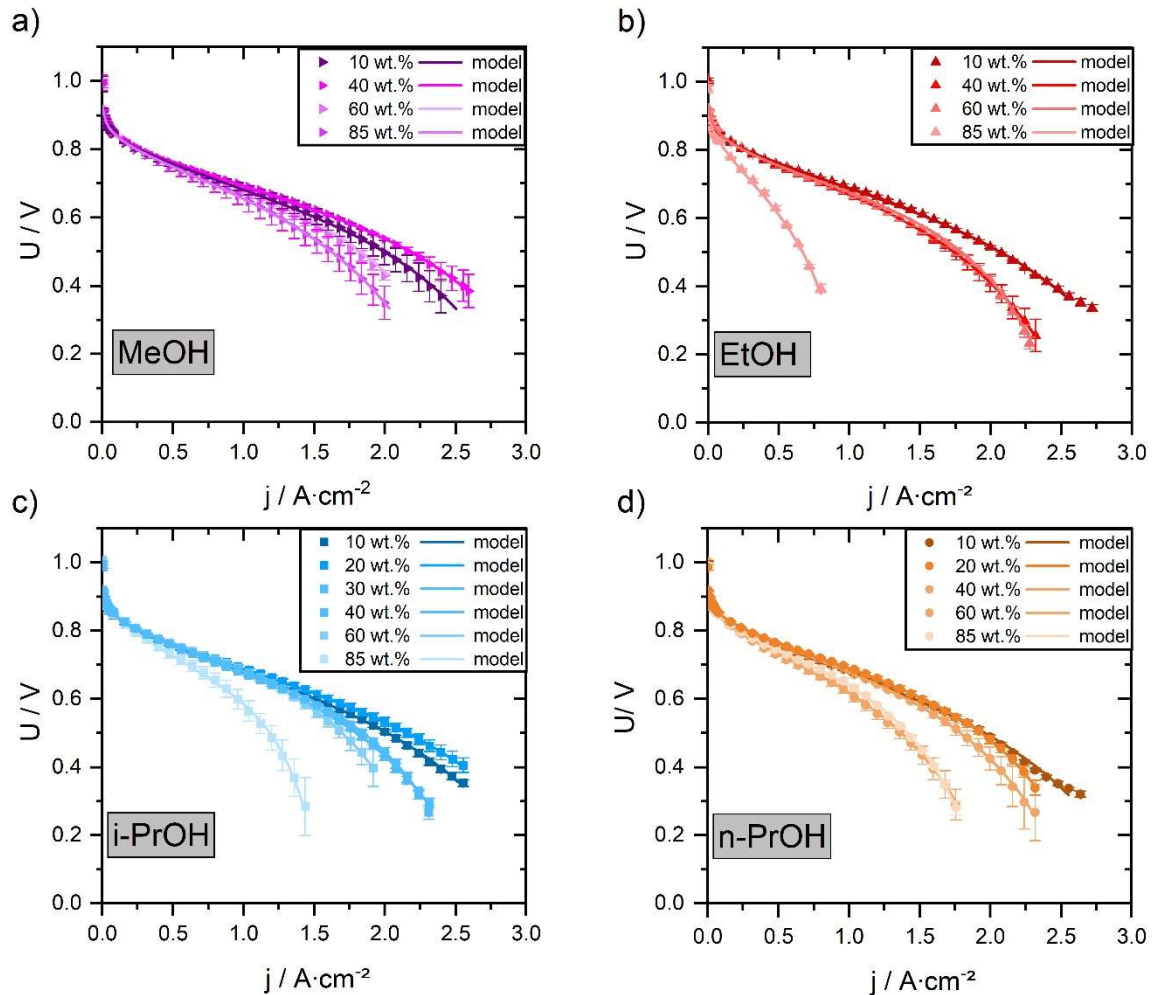 a)
10 wt.% model
40 wt.% model
60 wt.% model
85 wt.% model
1.0
0.8
0.6
0.4
0.2
0.0
U / V
MeOH
0.0 0.5 1.0 1.5 2.0 2.5 3.0
j / A·cm⁻²
b)
10 wt.% model
40 wt.% model
60 wt.% model
85 wt.% model
1.0
0.8
0.6
0.4
0.2
0.0
U / V
EtOH
0.0 0.5 1.0 1.5 2.0 2.5 3.0
j / A·cm-²
c)
10 wt.% model
20 wt.% model
30 wt.% model
40 wt.% model
60 wt.% model
85 wt.% model
1.0
0.8
0.6
0.4
0.2
0.0
U / V
i-PrOH
0.0 0.5 1.0 1.5 2.0 2.5 3.0
j / A·cm-²
d)
10 wt.% model
20 wt.% model
40 wt.% model
60 wt.% model
85 wt.% model
1.0
0.8
0.6
0.4
0.2
0.0
U/ V
n-PrOH
0.0 0.5 1.0 1.5 2.0 2.5 3.0
j / A·cm-²